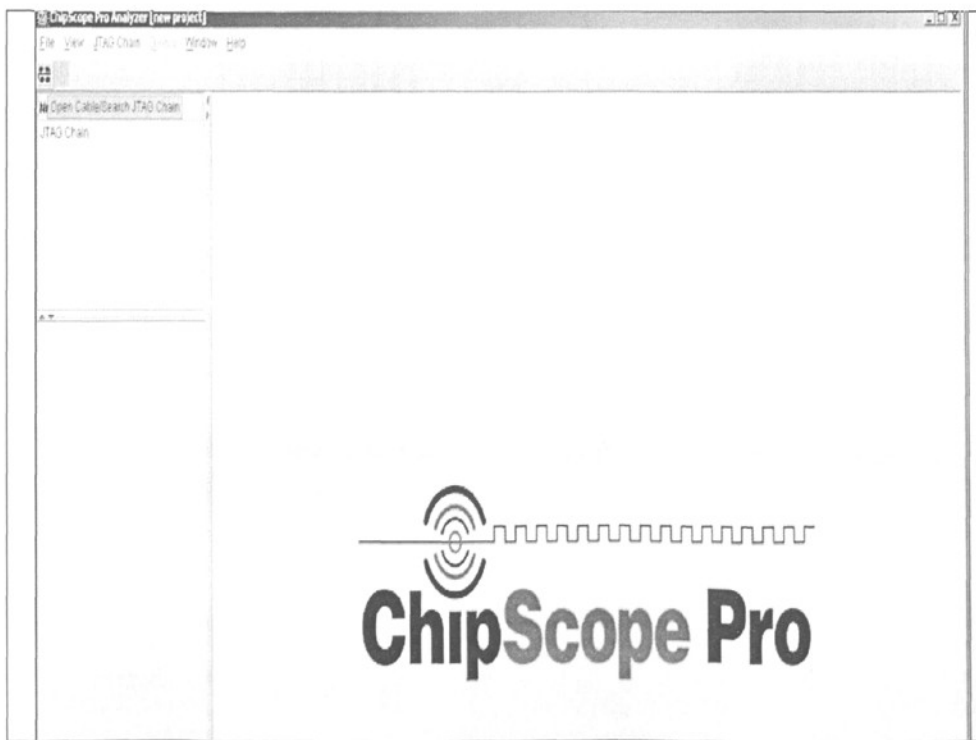 ChipScope Pro Analyzer [new project]
File View JTAG Chain Window Help
Open Cable/Search JTAG Chain
JTAG Chain
ChipScope Pro